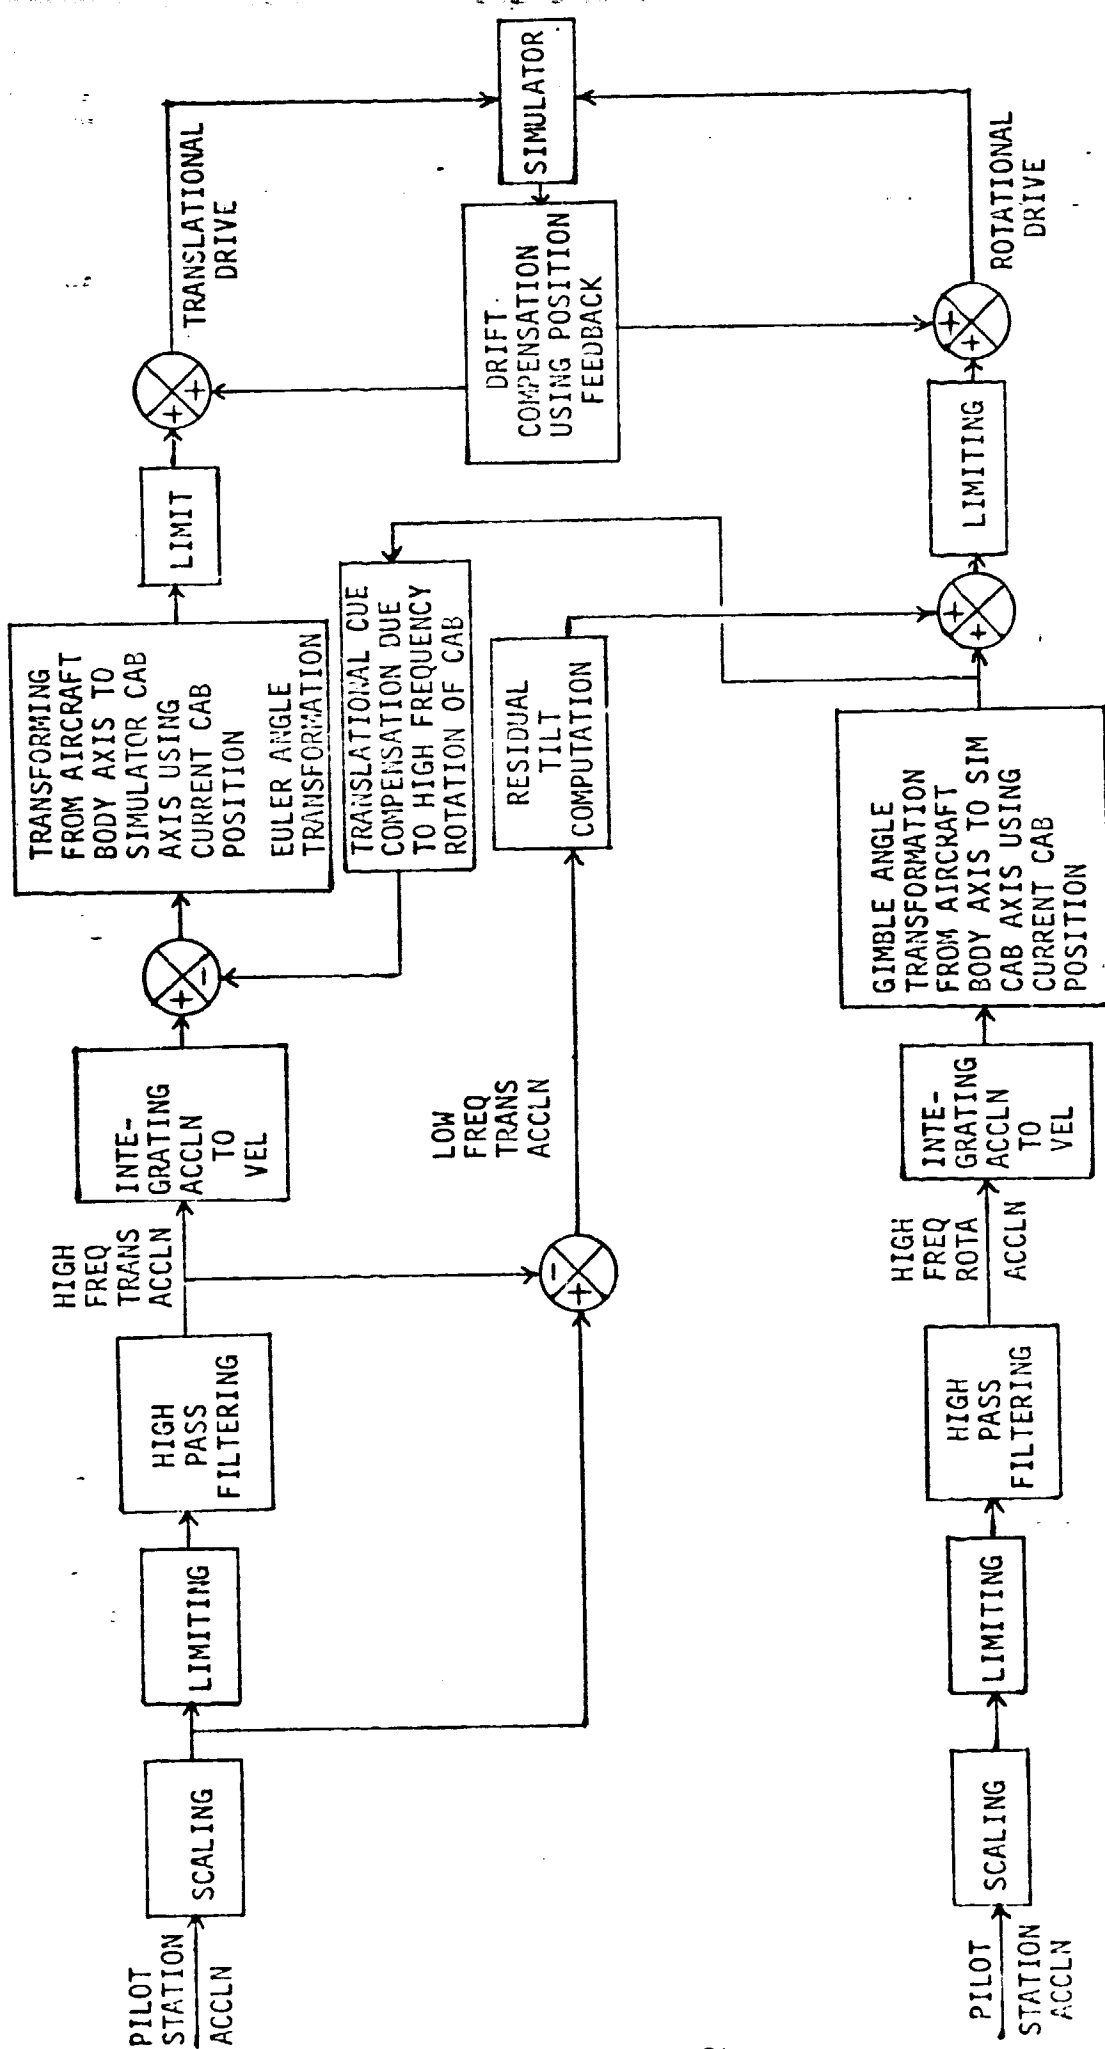 PILOT
STATION
ACCLN
SCALING
LIMITING
HIGH
PASS
FILTERING
HIGH
FREQ
TRANS
ACCLN
INTE-
GRATING
ACCLN
TO
VEL
+
-
TRANSFORMING
FROM AIRCRAFT
BODY AXIS TO
SIMULATOR CAB
AXIS USING
CURRENT CAB
POSITION
EULER ANGLE
TRANSFORMATION
LIMIT
+
+
TRANSLATIONAL
DRIVE
TRANSLATIONAL CUE
COMPENSATION DUE
TO HIGH FREQUENCY
ROTATION OF CAB
-
+
LOW
FREQ
TRANS
ACCLN
RESIDUAL
TILT
COMPUTATION
DRIFT
COMPENSATION
USING POSITION
FEEDBACK
SIMULATOR
PILOT
STATION
ACCLN
SCALING
LIMITING
HIGH
PASS
FILTERING
HIGH
FREQ
ROTA
ACCLN
INTE-
GRATING
ACCLN
TO
VEL
GIMBLE ANGLE
TRANSFORMATION
FROM AIRCRAFT
BODY AXIS TO SIM
CAB AXIS USING
CURRENT CAB
POSITION
+
+
LIMITING
+
+
ROTATIONAL
DRIVE